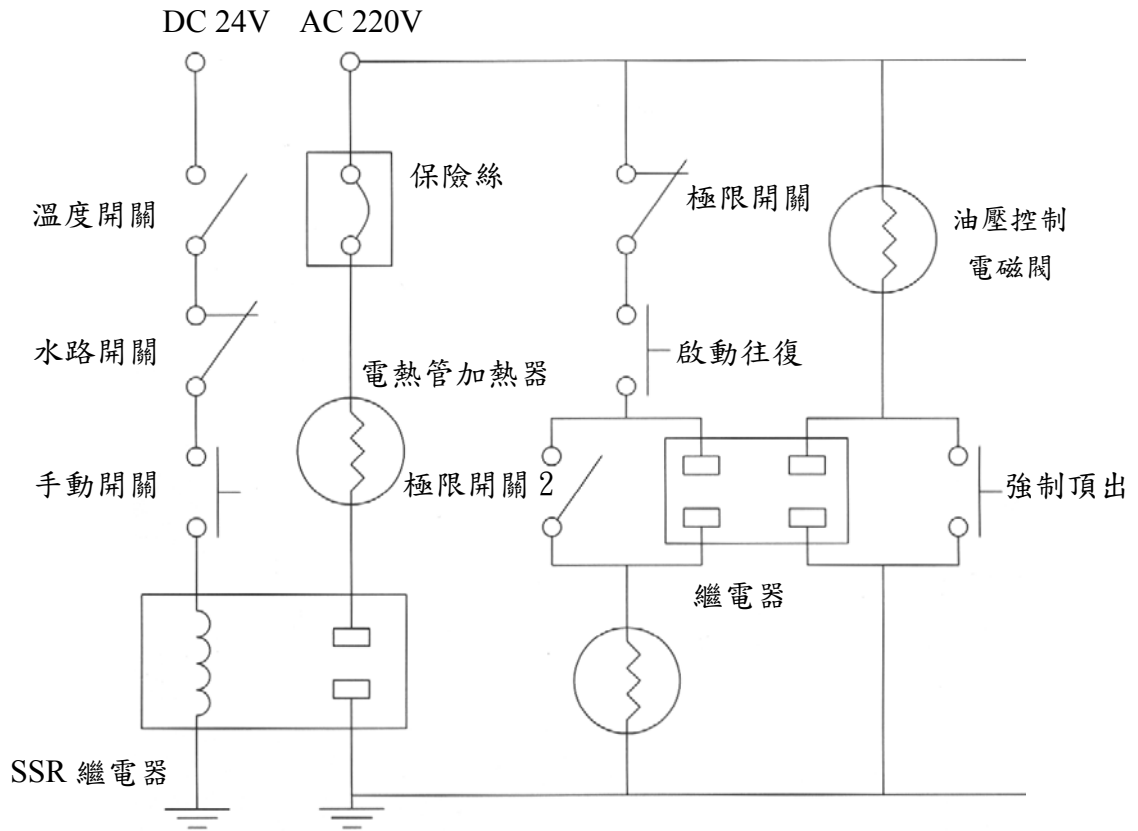 DC 24V
AC 220V
保險絲
極限開關
溫度開關
油壓控制
電磁閥
水路開關
啟動往復
電熱管加熱器
手動開關
極限開關 2
強制頂出
繼電器
SSR 繼電器